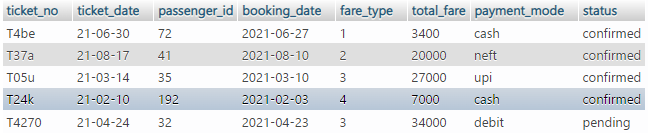 ticket_no ticket_date passenger_id booking_date fare_type total_fare payment_mode status
T4be 21-06-30 72 2021-06-27 1 3400 cash confirmed
T37a 21-08-17 41 2021-08-10 2 20000 neft confirmed
T05u 21-03-14 35 2021-03-10 3 27000 upi confirmed
T24k 21-02-10 192 2021-02-03 4 7000 cash confirmed
T4270 21-04-24 32 2021-04-23 3 34000 debit pending